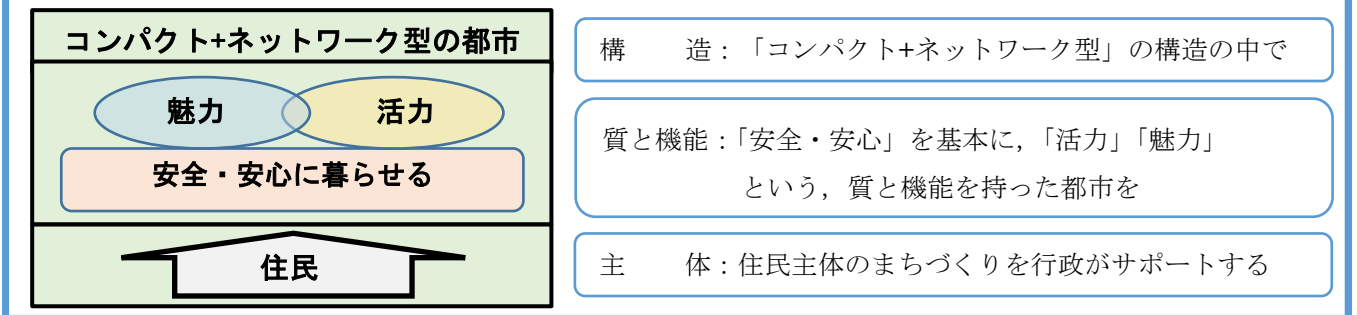 コンパクト+ネットワーク型の都市
魅力
活力
安全・安心に暮らせる
住民
構　　造：「コンパクト+ネットワーク型」の構造の中で
質と機能：「安全・安心」を基本に，「活力」「魅力」
という，質と機能を持った都市を
主　　体：住民主体のまちづくりを行政がサポートする